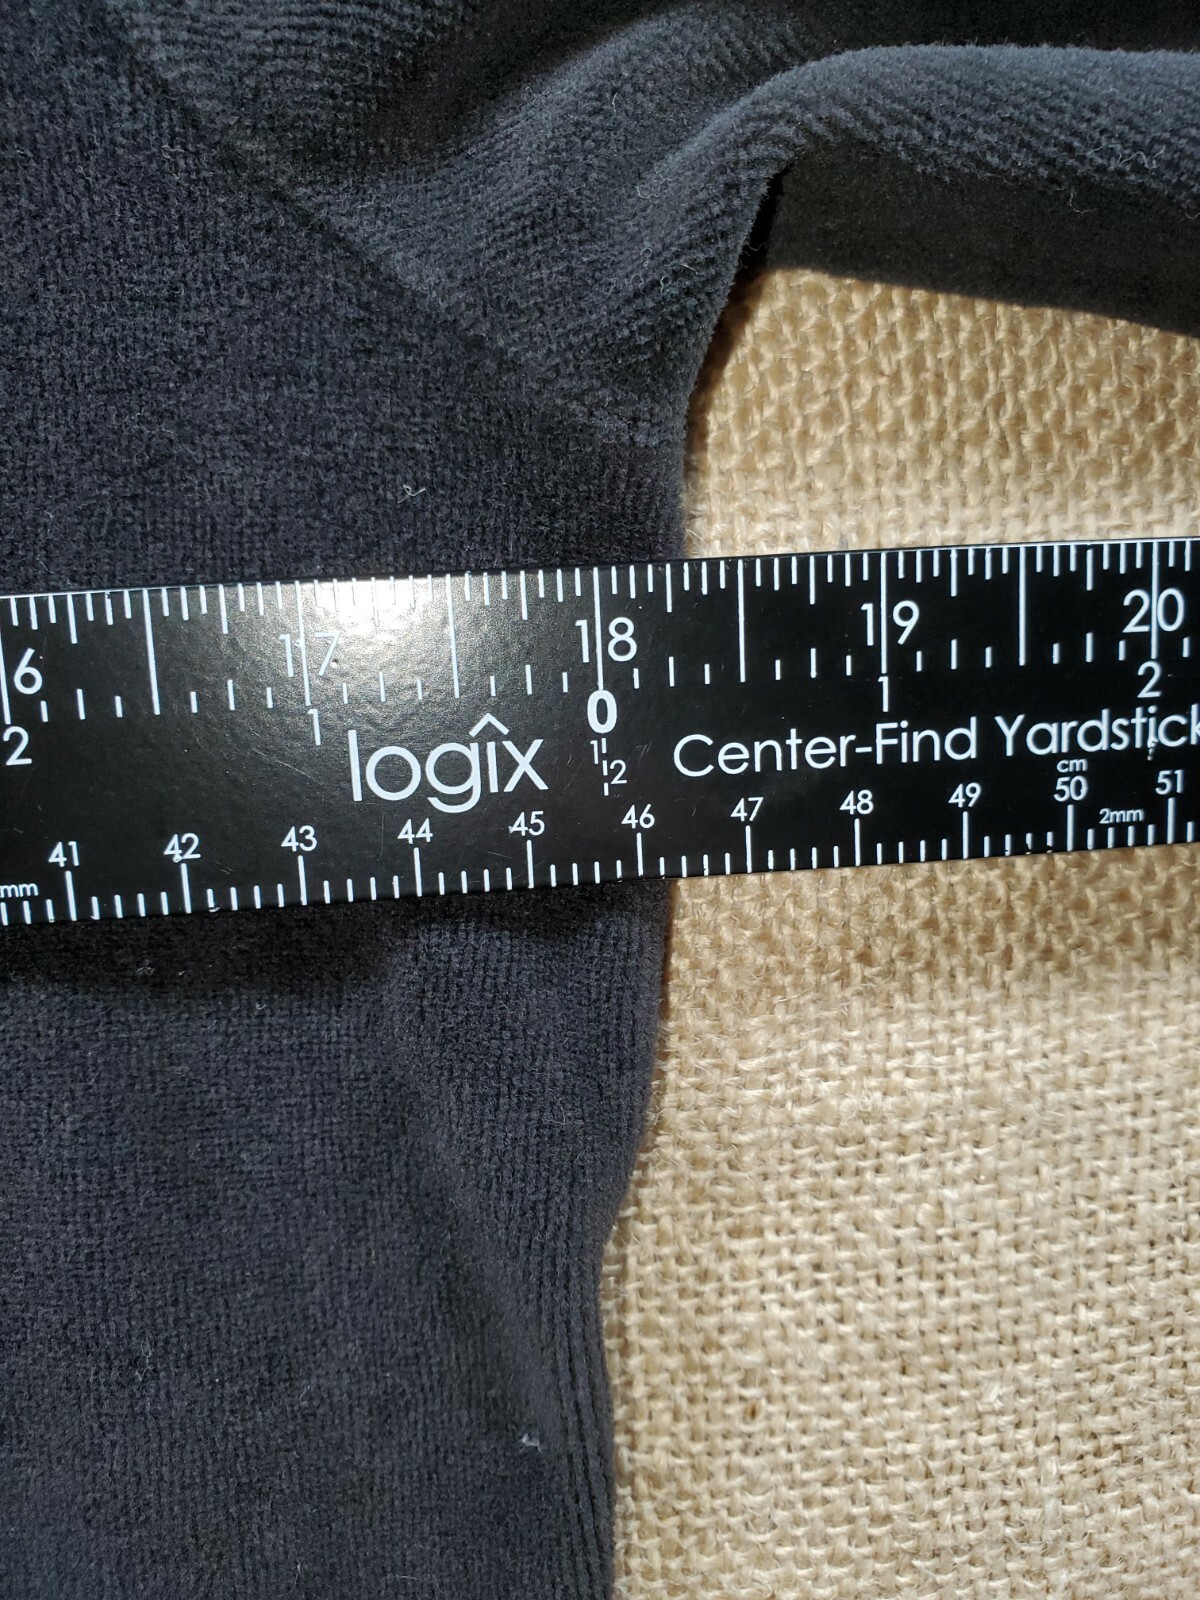 6 17 18 19 20
2 1 0 1 2
logîx 1 2 Center-Find Yardstick
cm
41 42 43 44 45 46 47 48 49 50 51
mm 2mm